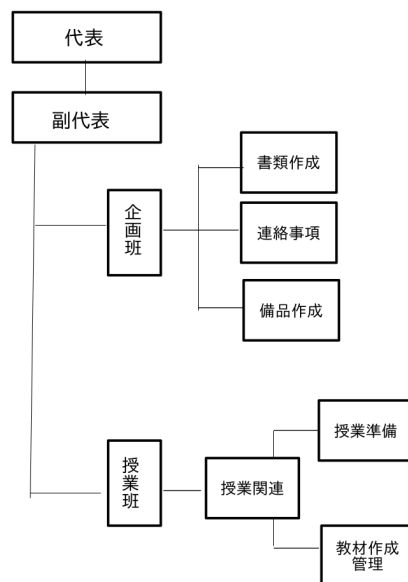 代表
副代表
企画班
書類作成
連絡事項
備品作成
授業班
授業関連
授業準備
教材作成
管理